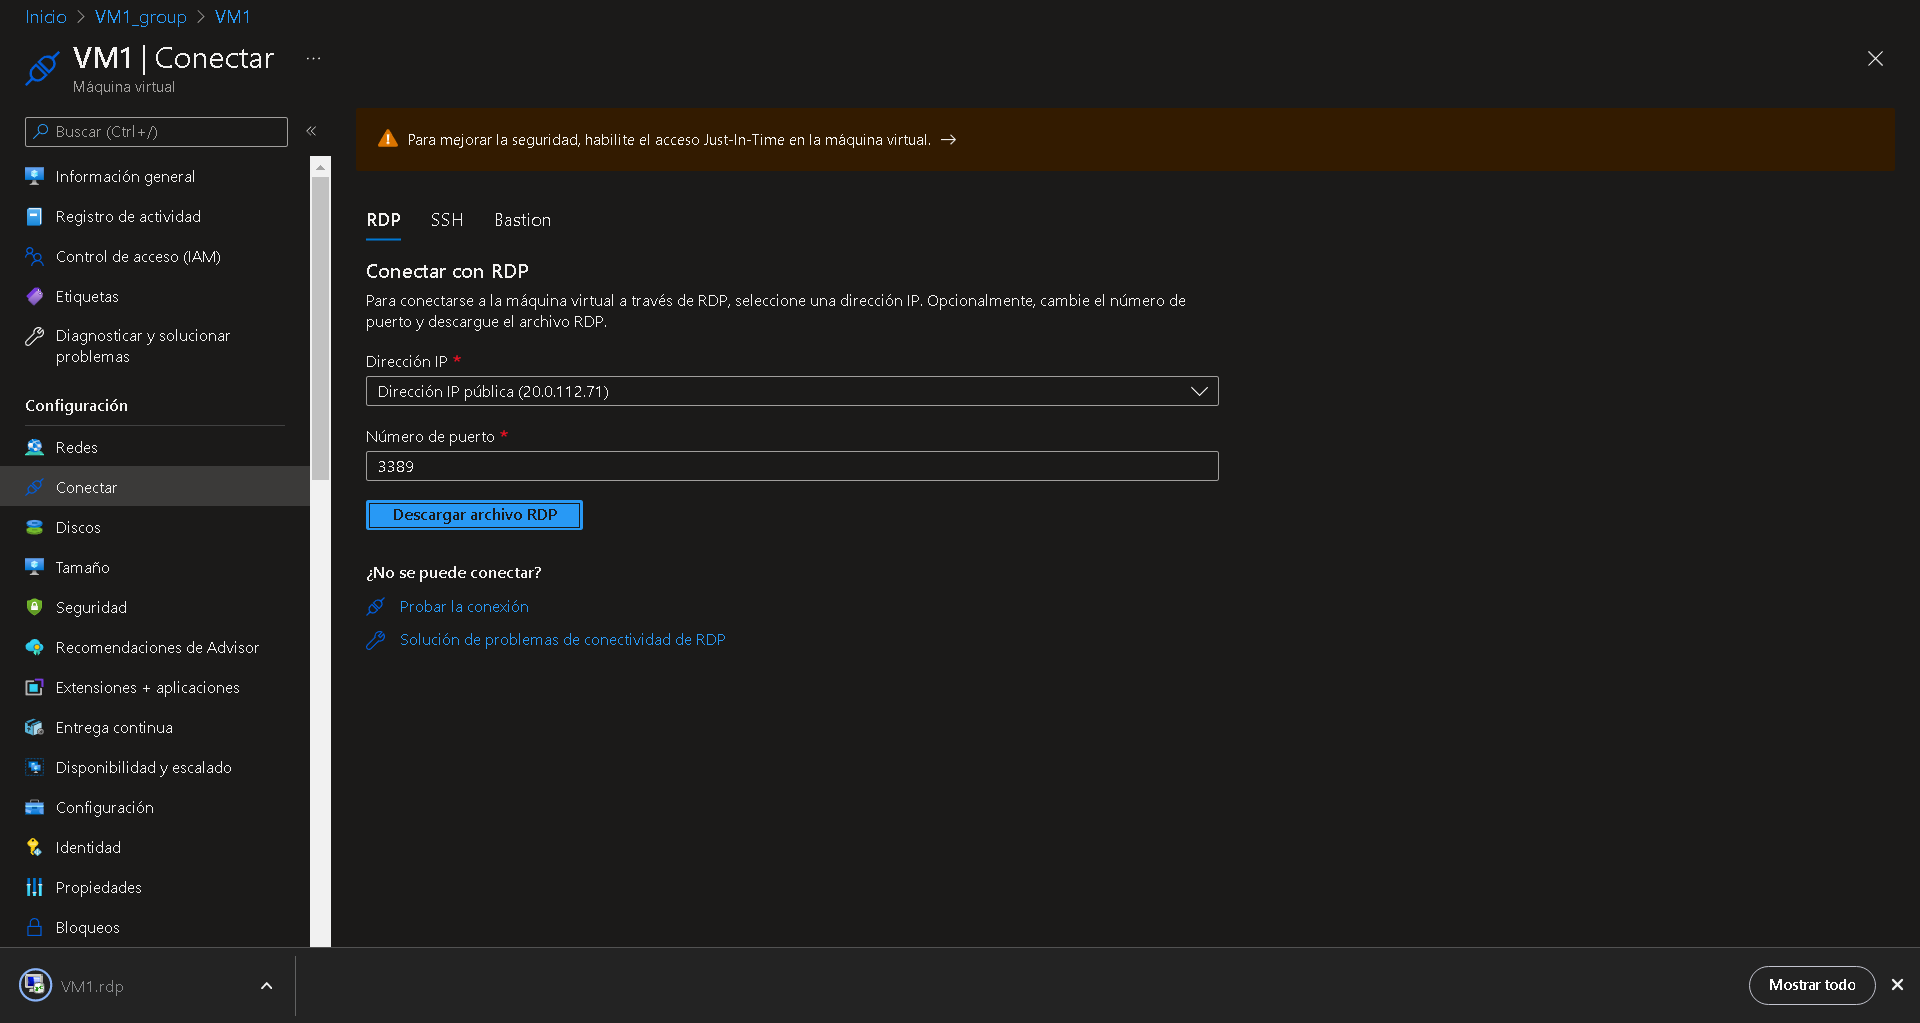 Inicio > VM1_group > VM1
VM1 | Conectar ...
Máquina virtual
Buscar (Ctrl+/) «
Información general
Registro de actividad
Control de acceso (IAM)
Etiquetas
Diagnosticar y solucionar
problemas
Configuración
Redes
Conectar
Discos
Tamaño
Seguridad
Recomendaciones de Advisor
Extensiones + aplicaciones
Entrega continua
Disponibilidad y escalado
Configuración
Identidad
Propiedades
Bloqueos
Para mejorar la seguridad, habilite el acceso Just-In-Time en la máquina virtual. →
RDP SSH Bastion
Conectar con RDP
Para conectarse a la máquina virtual a través de RDP, seleccione una dirección IP. Opcionalmente, cambie el número de
puerto y descargue el archivo RDP.
Dirección IP *
Dirección IP pública (20.0.112.71)
Número de puerto *
3389
Descargar archivo RDP
¿No se puede conectar?
Probar la conexión
Solución de problemas de conectividad de RDP
VM1.rdp
Mostrar todo